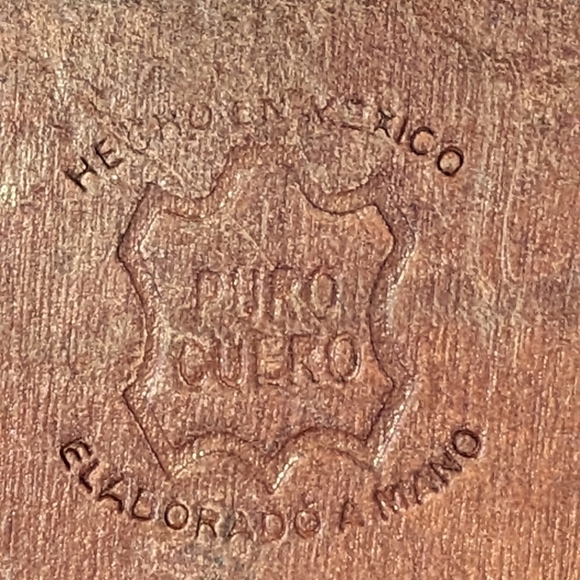 HECHO EN MEXICO
PURO
CUERO
ELABORADO A MANO